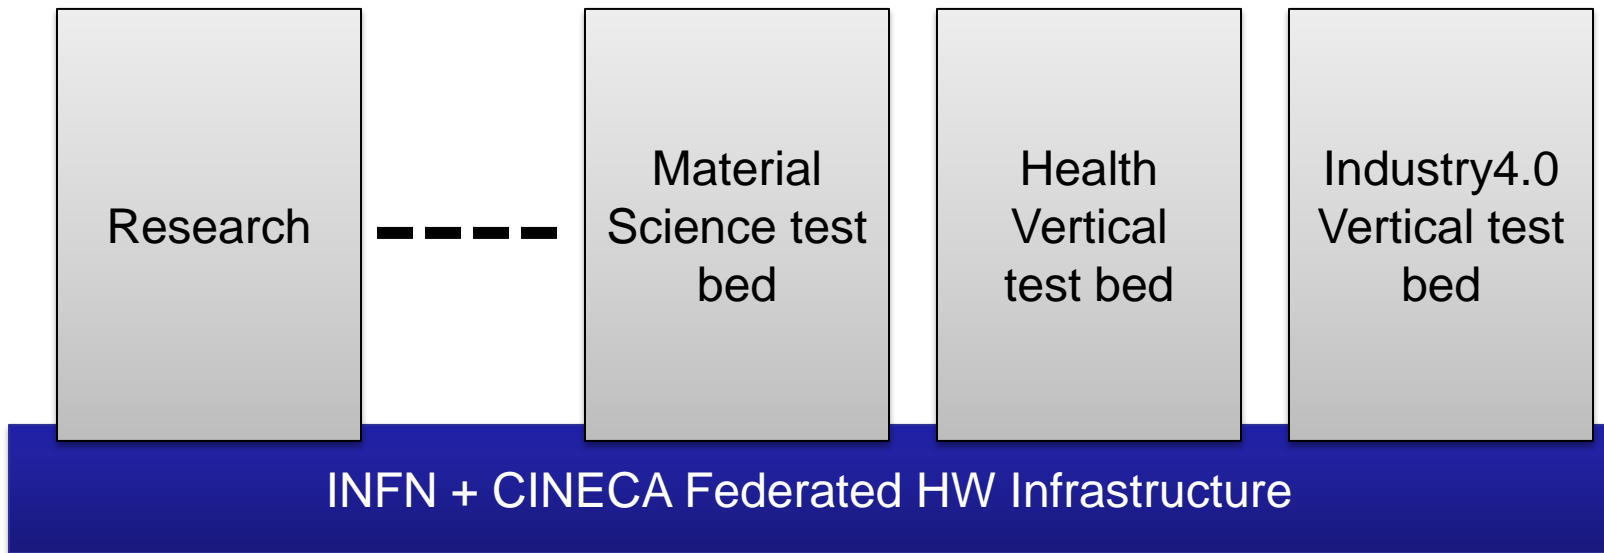 Research
Material
Science test
bed
Health
Vertical
test bed
Industry4.0
Vertical test
bed
INFN + CINECA Federated HW Infrastructure